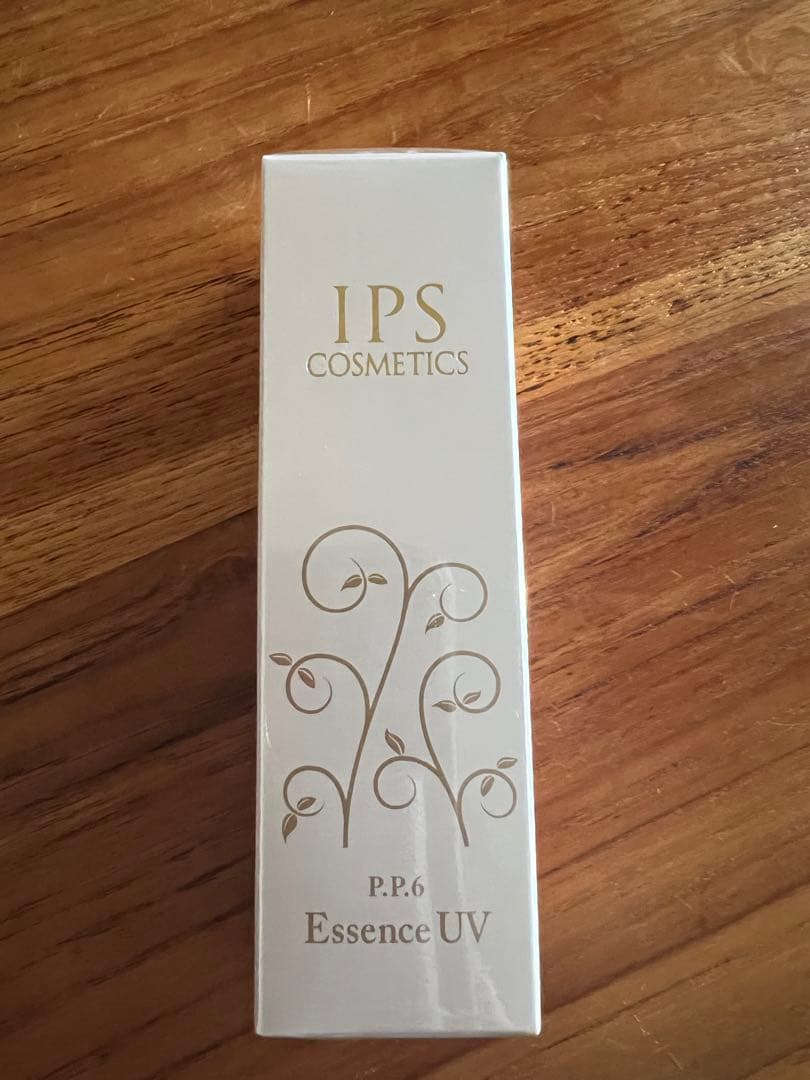 IPS
COSMETICS
P.P.6
Essence UV